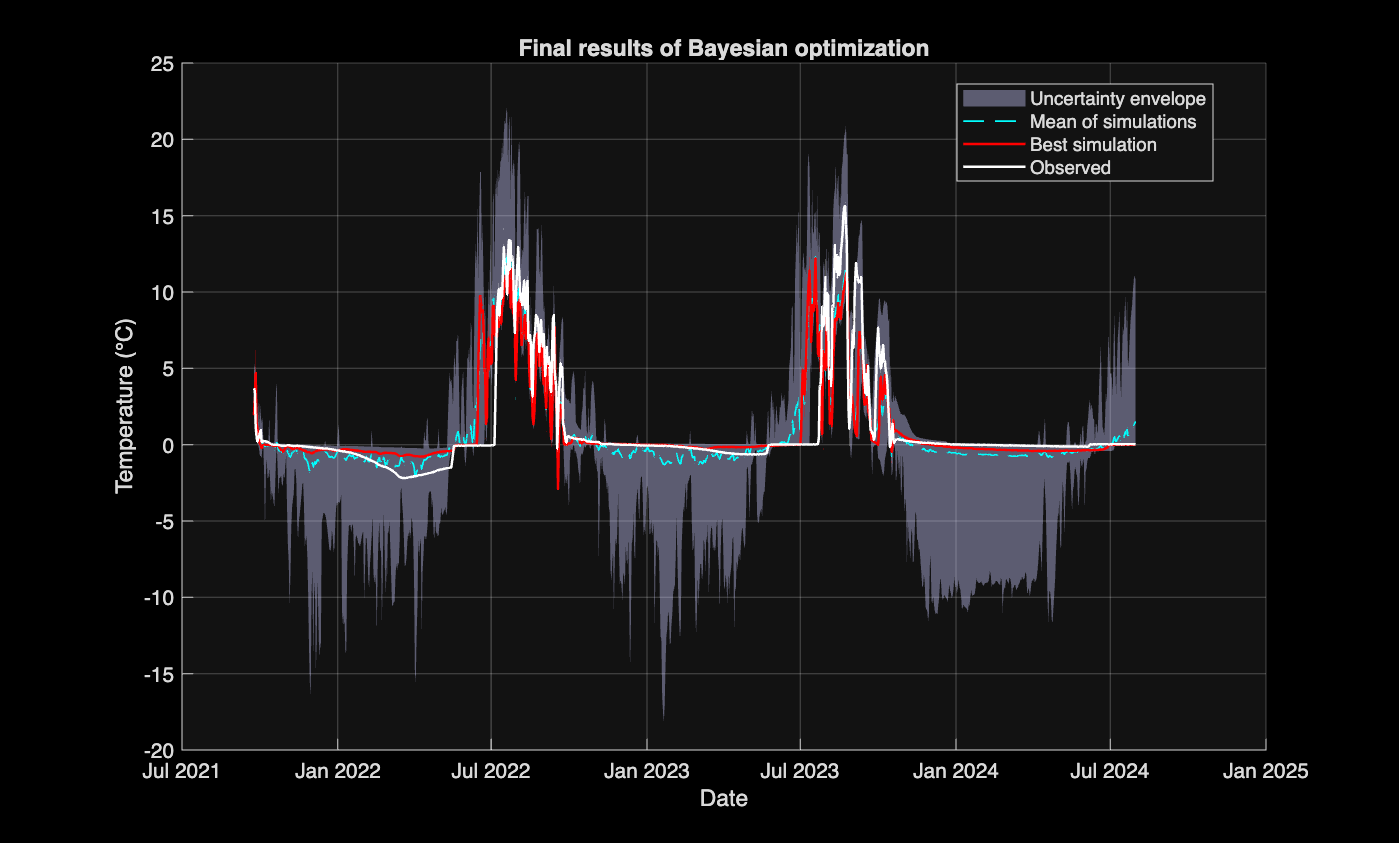 Final results of Bayesian optimization
25
20
15
10
5
0
-5
-10
-15
-20
Temperature (°C)
Uncertainty envelope
Mean of simulations
Best simulation
Observed
Jul 2021 Jan 2022 Jul 2022 Jan 2023 Jul 2023 Jan 2024 Jul 2024 Jan 2025
Date